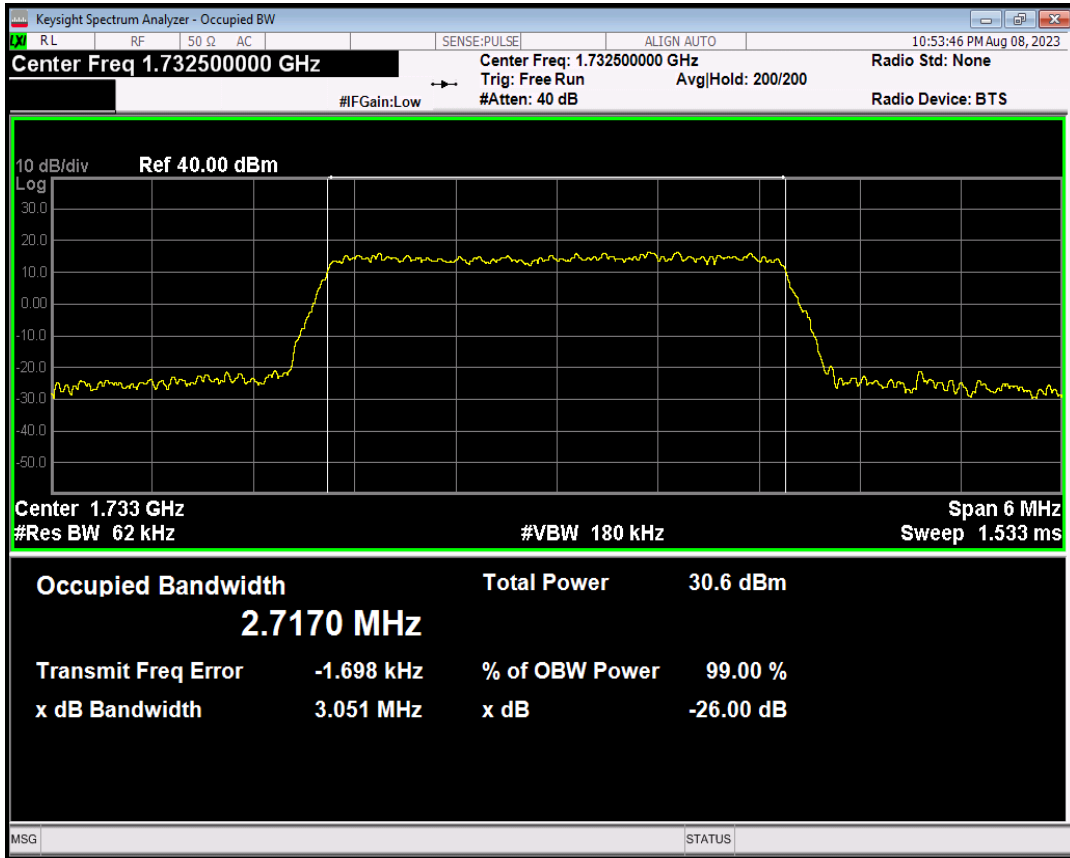 Keysight Spectrum Analyzer - Occupied BW
LXI RL RF 50 Ω AC SENSE:PULSE ALIGN AUTO 10:53:46 PM Aug 08, 2023
Center Freq 1.732500000 GHz Center Freq: 1.732500000 GHz Radio Std: None
Trig: Free Run Avg|Hold: 200/200
#IFGain:Low #Atten: 40 dB Radio Device: BTS
10 dB/div Ref 40.00 dBm
Log
30.0
20.0
10.0
0.00
-10.0
-20.0
-30.0
-40.0
-50.0
Center 1.733 GHz Span 6 MHz
#Res BW 62 kHz #VBW 180 kHz Sweep 1.533 ms
Occupied Bandwidth Total Power 30.6 dBm
2.7170 MHz
Transmit Freq Error -1.698 kHz % of OBW Power 99.00 %
x dB Bandwidth 3.051 MHz x dB -26.00 dB
MSG STATUS